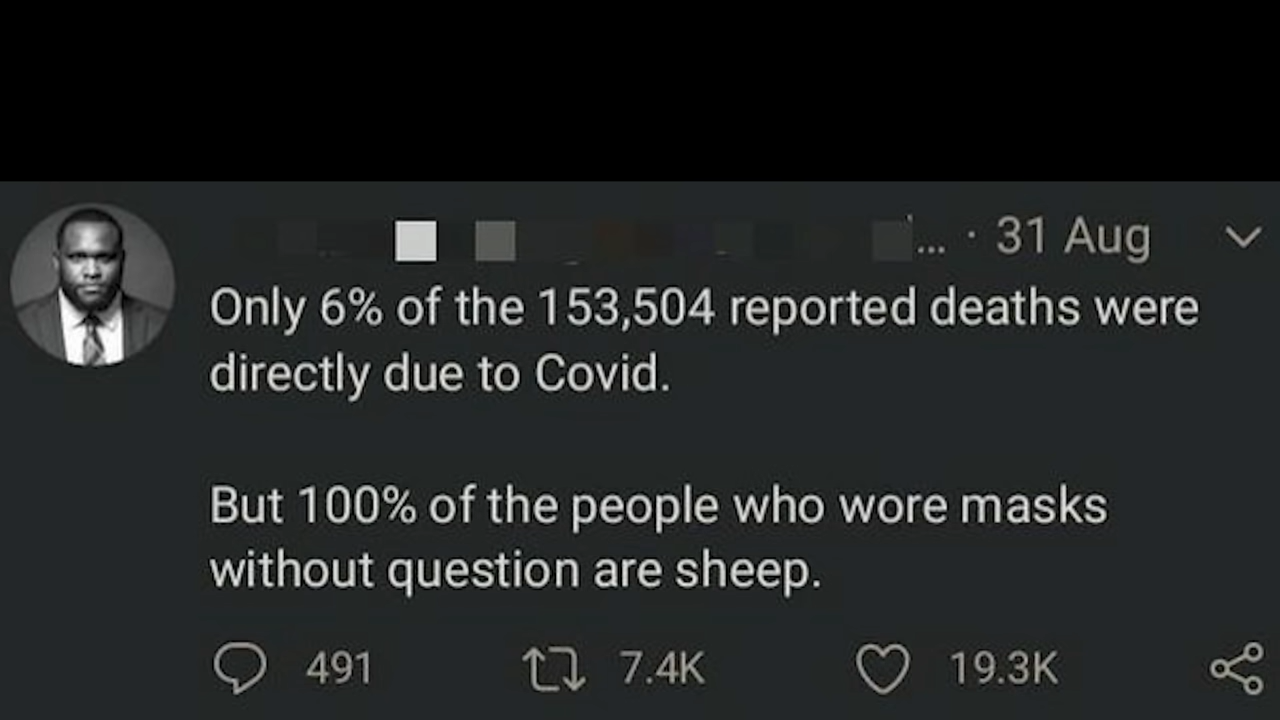 ... · 31 Aug
Only 6% of the 153,504 reported deaths were
directly due to Covid.
But 100% of the people who wore masks
without question are sheep.
491 7.4K 19.3K